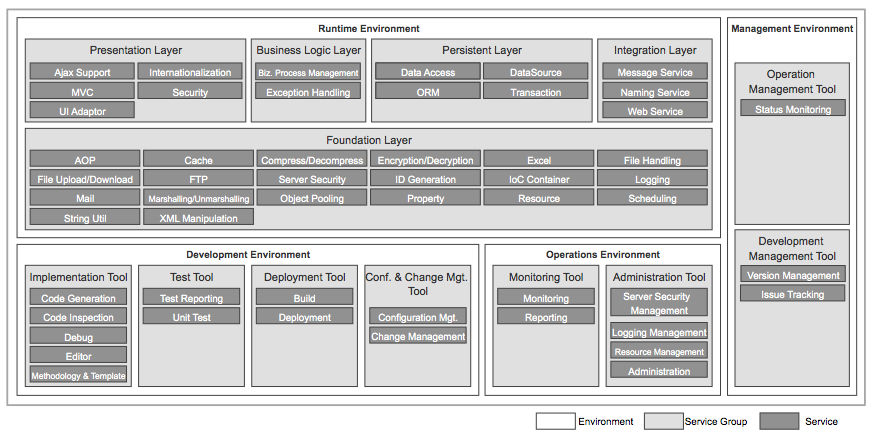 Runtime Environment
Presentation Layer
Ajax Support
Internationalization
MVC
Security
UI Adaptor
Business Logic Layer
Biz. Process Management
Exception Handling
Persistent Layer
Data Access
DataSource
ORM
Transaction
Integration Layer
Message Service
Naming Service
Web Service
Foundation Layer
AOP
Cache
Compress/Decompress
Encryption/Decryption
Excel
File Handling
File Upload/Download
FTP
Server Security
ID Generation
IoC Container
Logging
Mail
Marshalling/Unmarshalling
Object Pooling
Property
Resource
Scheduling
String Util
XML Manipulation
Management Environment
Operation
Management Tool
Status Monitoring
Development
Management Tool
Version Management
Issue Tracking
Development Environment
Implementation Tool
Code Generation
Code Inspection
Debug
Editor
Methodology & Template
Test Tool
Test Reporting
Unit Test
Deployment Tool
Build
Deployment
Conf. & Change Mgt.
Tool
Configuration Mgt.
Change Management
Operations Environment
Monitoring Tool
Monitoring
Reporting
Administration Tool
Server Security
Management
Logging Management
Resource Management
Administration
Environment
Service Group
Service